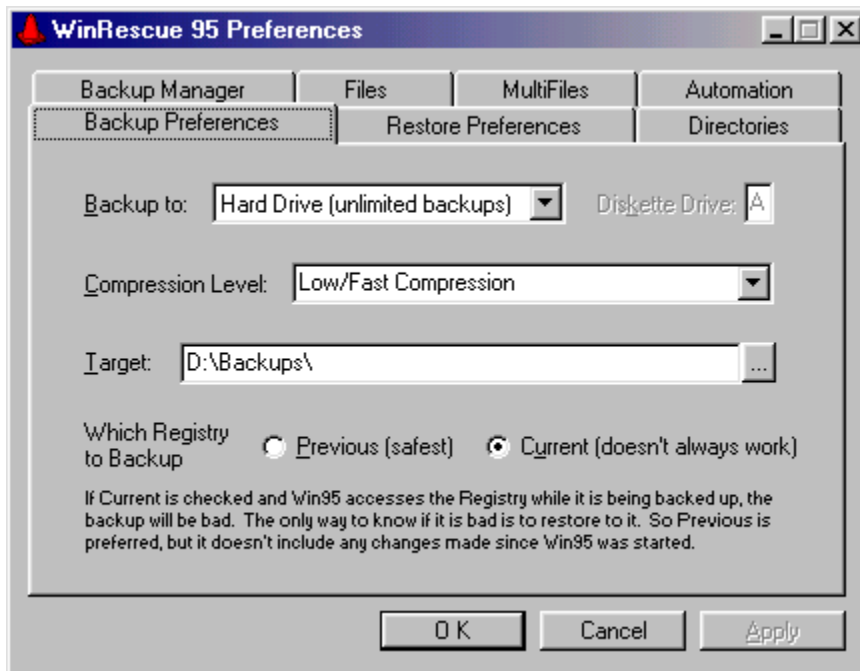 WinRescue 95 Preferences
Backup Manager
Files
MultiFiles
Automation
Backup Preferences
Restore Preferences
Directories
Backup to:
Hard Drive (unlimited backups)
Diskette Drive:
A
Compression Level:
Low/Fast Compression
Target:
D:\Backups\
...
Which Registry
to Backup
Previous (safest)
Current (doesn't always work)
If Current is checked and Win95 accesses the Registry while it is being backed up, the
backup will be bad. The only way to know if it is bad is to restore to it. So Previous is
preferred, but it doesn't include any changes made since Win95 was started.
OK
Cancel
Apply